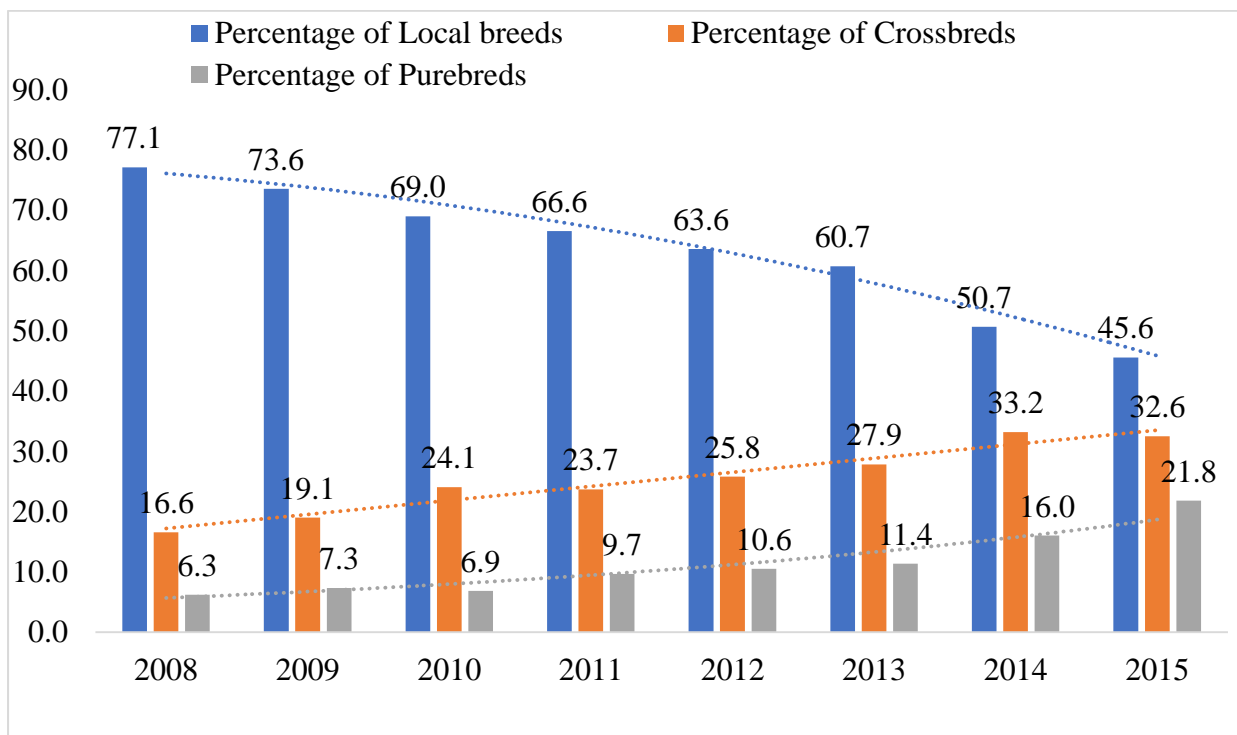 Percentage of Local breeds Percentage of Crossbreds
Percentage of Purebreds
90.0
80.0
70.0
60.0
50.0
40.0
30.0
20.0
10.0
0.0
77.1 73.6 69.0 66.6 63.6 60.7 50.7 45.6
16.6 19.1 24.1 23.7 25.8 27.9 33.2 32.6
6.3 7.3 6.9 9.7 10.6 11.4 16.0 21.8
2008 2009 2010 2011 2012 2013 2014 2015